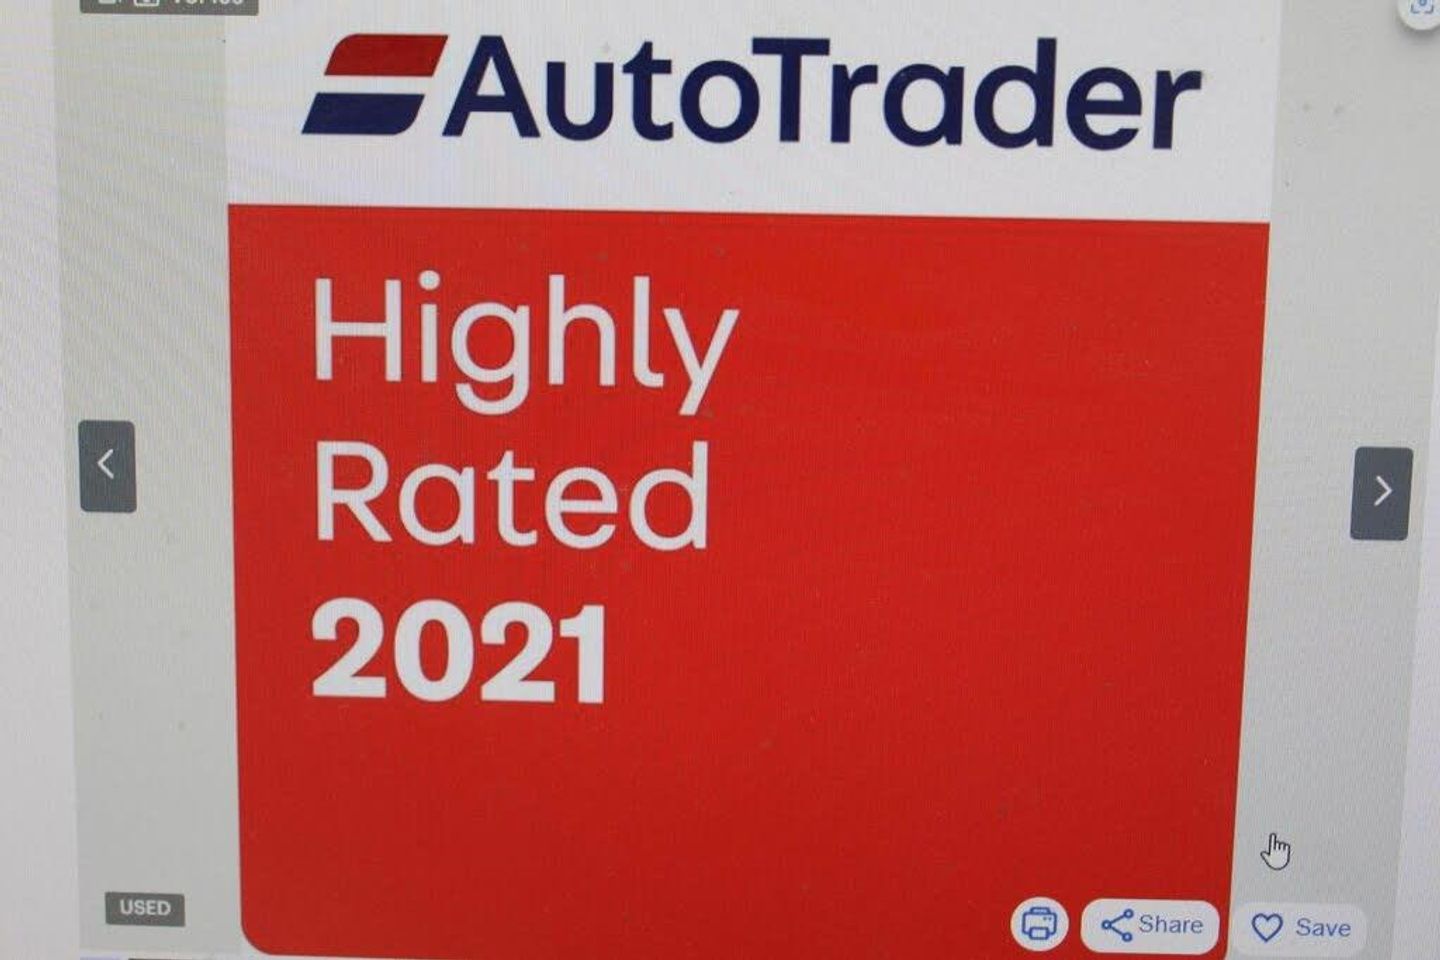 AutoTrader
Highly
Rated
2021
USED
Share
Save